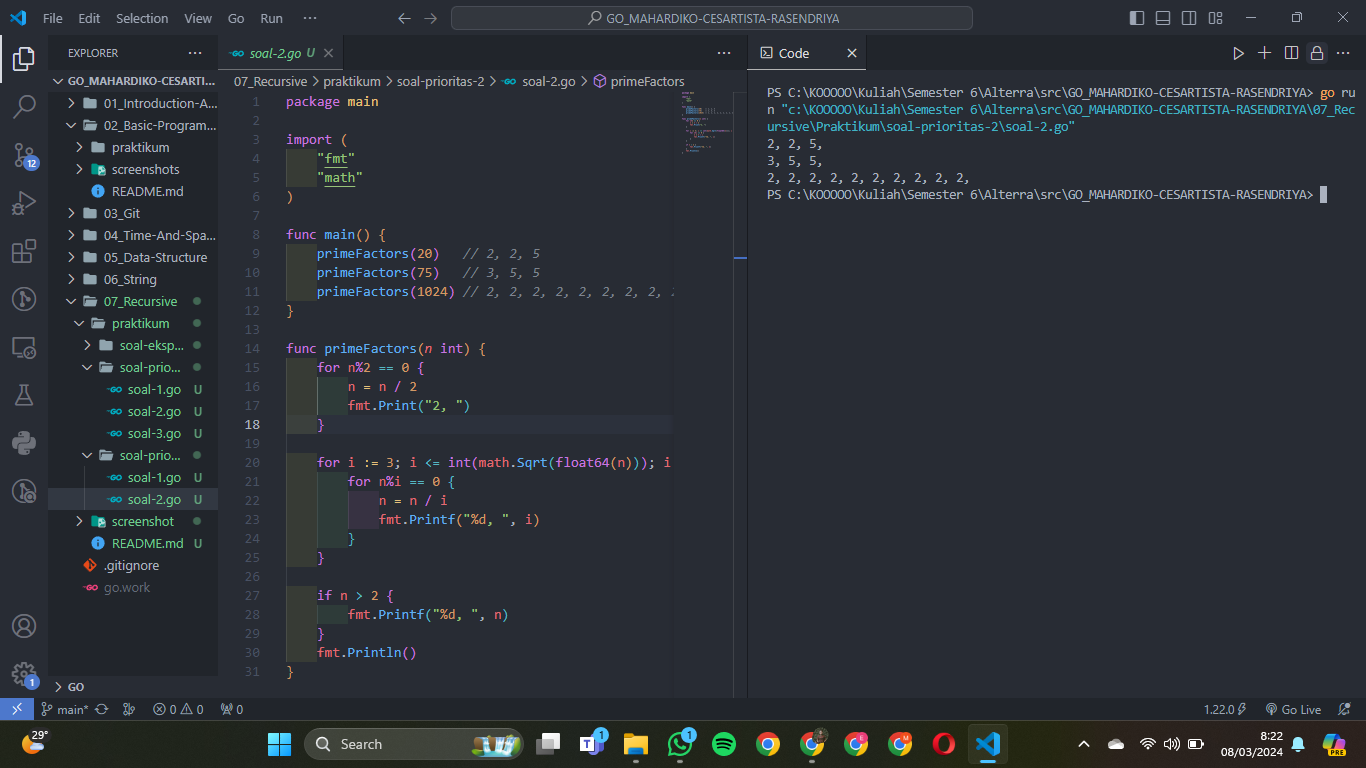 File Edit Selection View Go Run ··· GO_MAHARDIKO-CESARTISTA-RASENDRIYA
EXPLORER ···
GO_MAHARDIKO-CESARTI...
01_Introduction-A...
02_Basic-Program...
praktikum
screenshots
README.md
03_Git
04_Time-And-Spa...
05_Data-Structure
06_String
07_Recursive
praktikum
soal-eksp...
soal-prio...
soal-1.go U
soal-2.go U
soal-3.go U
soal-prio...
soal-1.go U
soal-2.go U
screenshot
README.md U
.gitignore
go.work
GO
12
1
soal-2.go U
07_Recursive > praktikum > soal-prioritas-2 > soal-2.go > primeFactors
1 package main
2
3 import (
4 "fmt"
5 "math"
6 )
7
8 func main() {
9 primeFactors(20) // 2, 2, 5
10 primeFactors(75) // 3, 5, 5
11 primeFactors(1024) // 2, 2, 2, 2, 2, 2, 2, 2,
12 }
13
14 func primeFactors(n int) {
15 for n%2 == 0 {
16 n = n / 2
17 fmt.Print("2, ")
18 }
19
20 for i := 3; i <= int(math.Sqrt(float64(n))); i
21 for n%i == 0 {
22 n = n / i
23 fmt.Printf("%d, ", i)
24 }
25 }
26
27 if n > 2 {
28 fmt.Printf("%d, ", n)
29 }
30 fmt.Println()
31 }
Code
PS C:\KOOOOO\Kuliah\Semester 6\Alterra\src\GO_MAHARDIKO-CESARTISTA-RASENDRIYA> go ru
n "c:\KOOOOO\Kuliah\Semester 6\Alterra\src\GO_MAHARDIKO-CESARTISTA-RASENDRIYA\07_Rec
ursive\Praktikum\soal-prioritas-2\soal-2.go"
2, 2, 5,
3, 5, 5,
2, 2, 2, 2, 2, 2, 2, 2, 2, 2,
PS C:\KOOOOO\Kuliah\Semester 6\Alterra\src\GO_MAHARDIKO-CESARTISTA-RASENDRIYA>
main* 0 0 0 1.22.0 Go Live
29° Search 1 1 8:22
08/03/2024
PRE